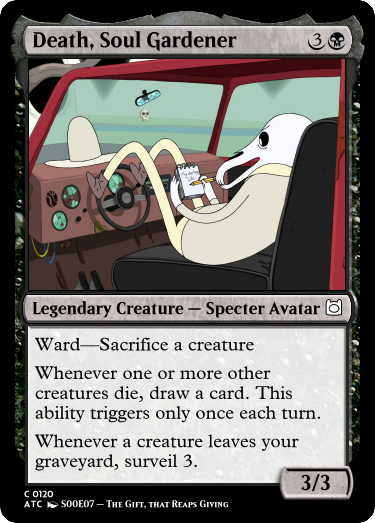 Death, Soul Gardener 3
Legendary Creature — Specter Avatar
Ward—Sacrifice a creature
Whenever one or more other
creatures die, draw a card. This
ability triggers only once each turn.
Whenever a creature leaves your
graveyard, surveil 3.
3/3
C 0120
ATC S00E07 – The Gift, that Reaps Giving